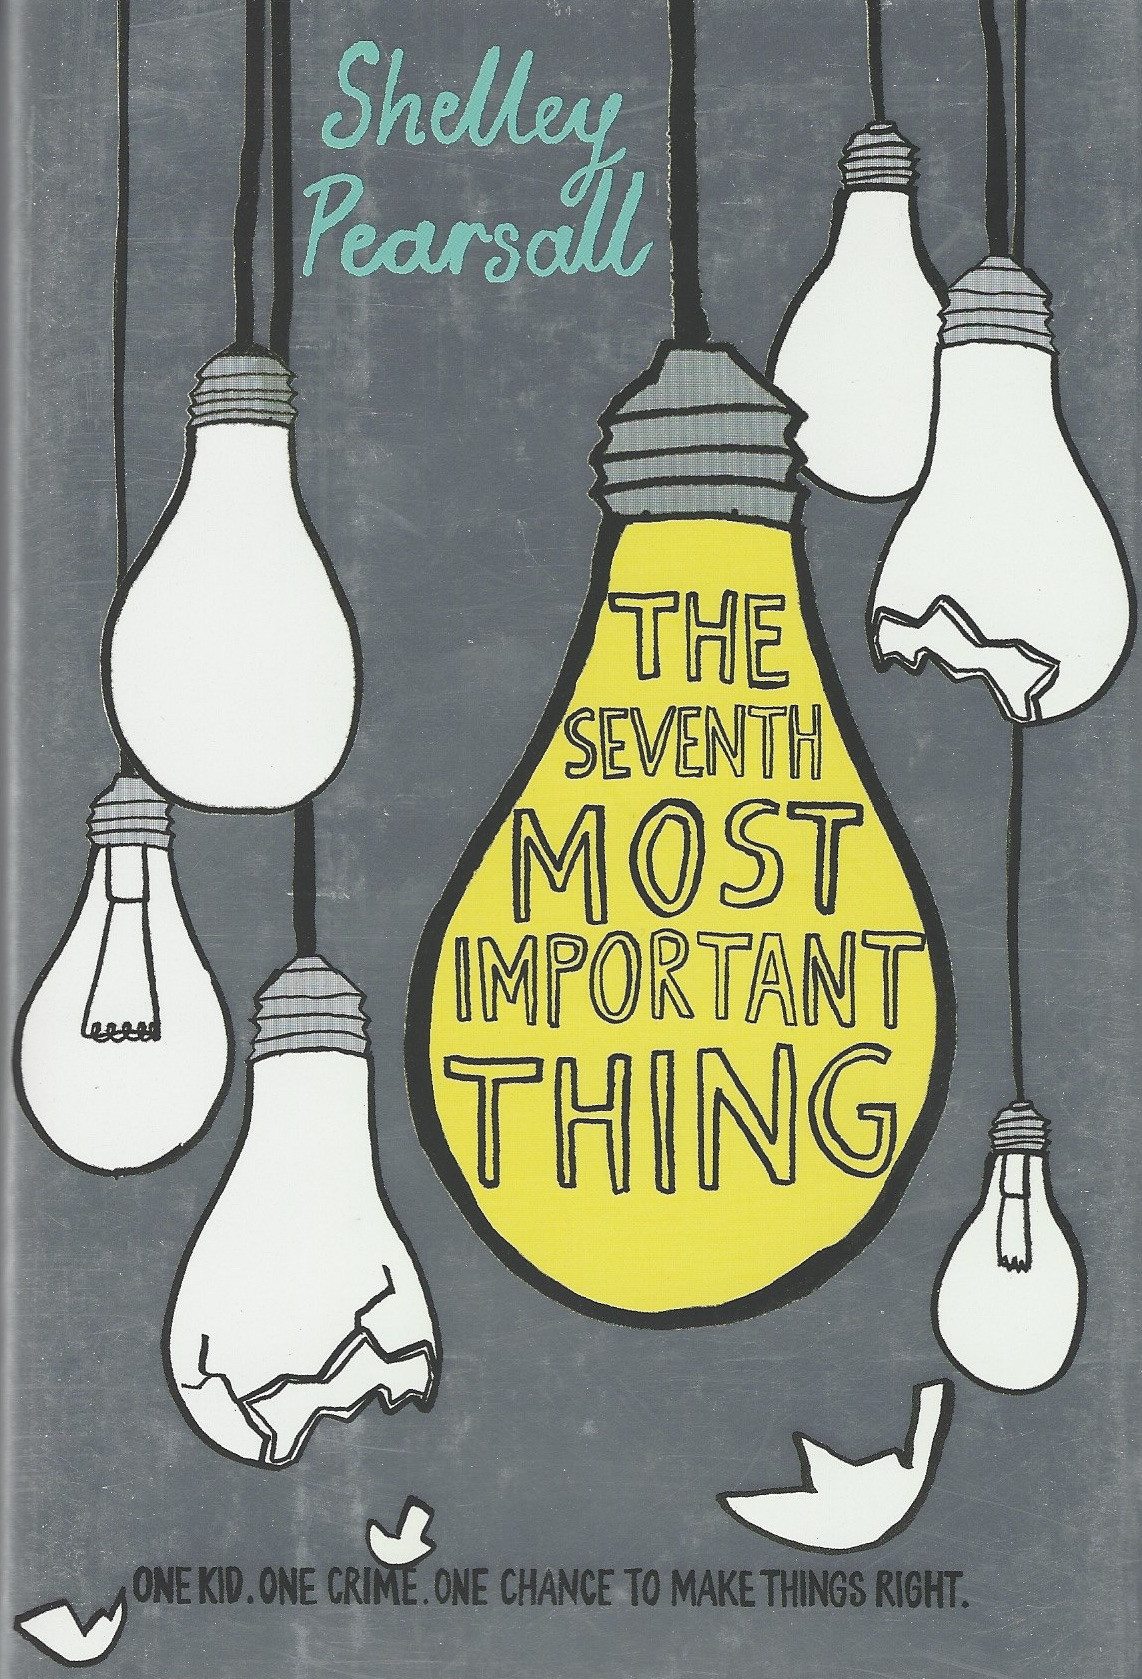 Shelley
Pearsall
THE
SEVENTH
MOST
IMPORTANT
THING
ONE KID. ONE CRIME. ONE CHANCE TO MAKE THINGS RIGHT.